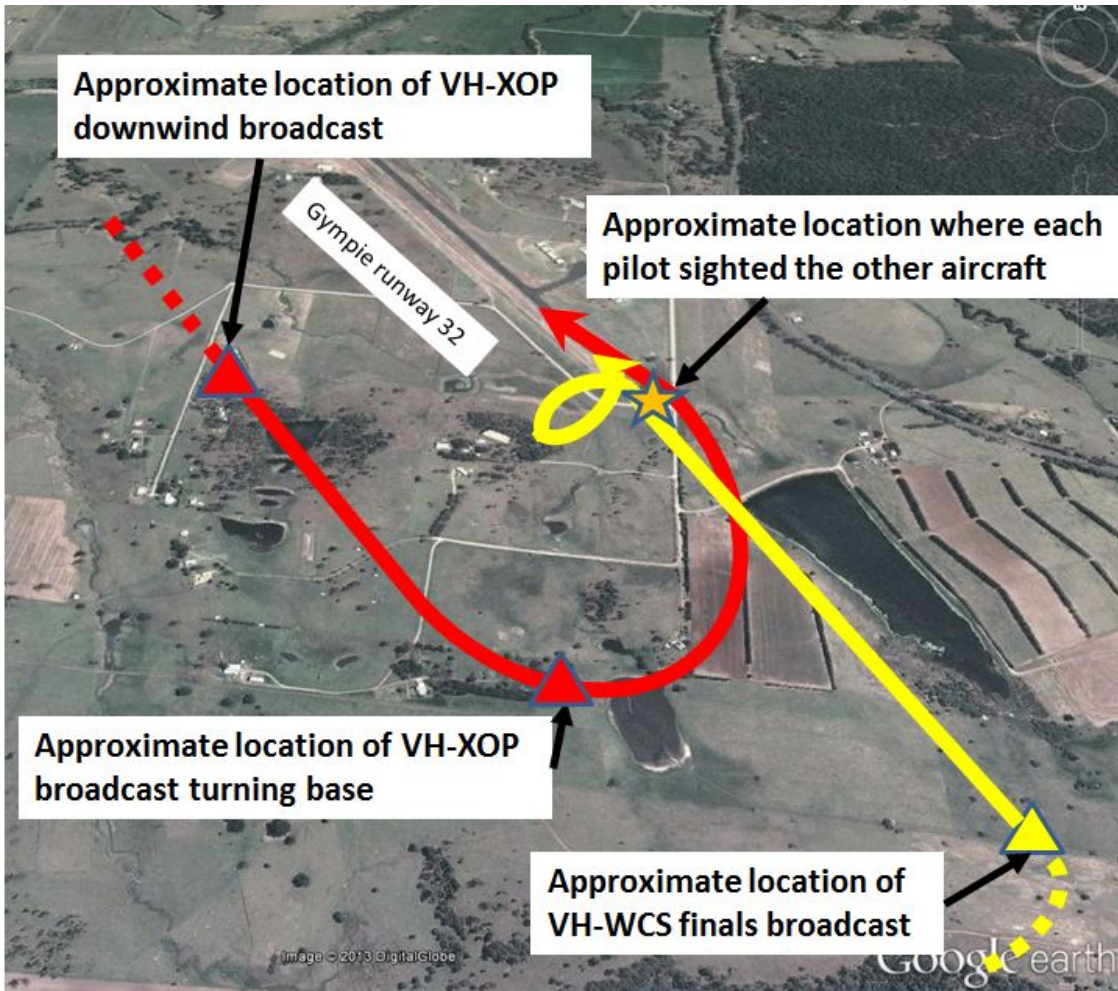 Approximate location of VH-XOP
downwind broadcast
Gympie runway 32
Approximate location where each
pilot sighted the other aircraft
Approximate location of VH-XOP
broadcast turning base
Approximate location of
VH-WCS finals broadcast
Image © 2013 DigitalGlobe
Google earth